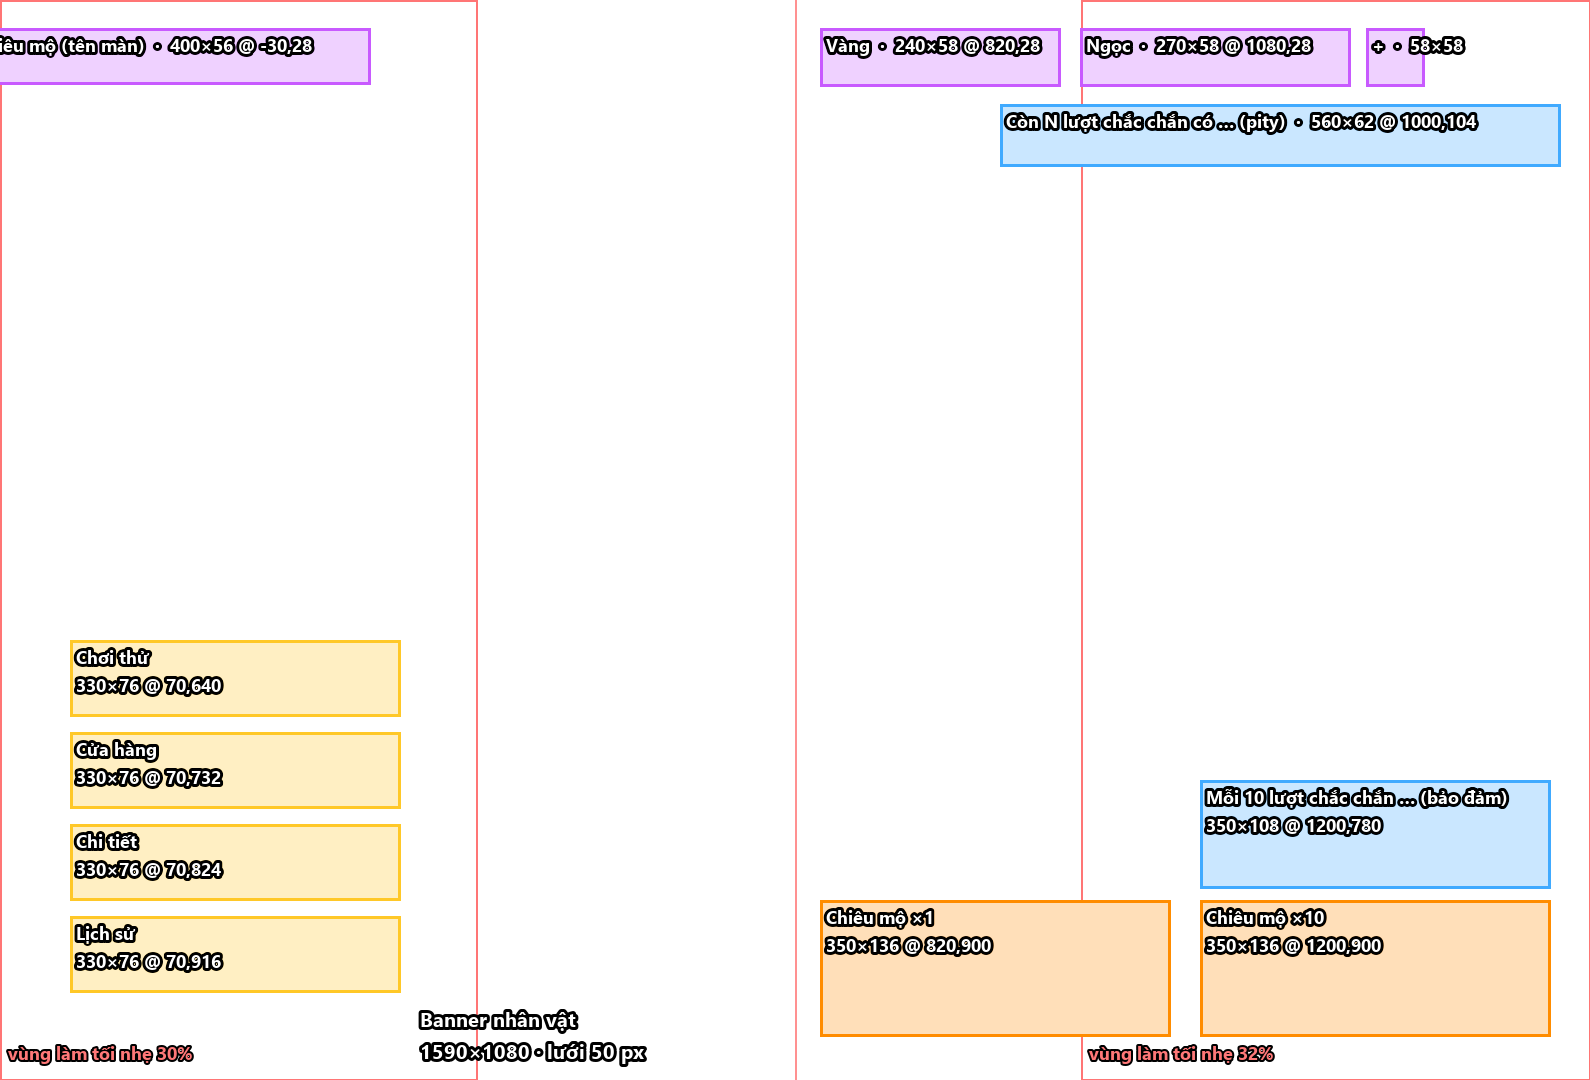 iêu mộ (tên màn) • 400×56 @ -30,28
Vàng • 240×58 @ 820,28
Ngọc • 270×58 @ 1080,28
+ • 58×58
Còn N lượt chắc chắn có ... (pity) • 560×62 @ 1000,104
Chơi thử
330×76 @ 70,640
Cửa hàng
330×76 @ 70,732
Chi tiết
330×76 @ 70,824
Lịch sử
330×76 @ 70,916
Mỗi 10 lượt chắc chắn ... (bảo đảm)
350×108 @ 1200,780
Chiêu mộ ×1
350×136 @ 820,900
Chiêu mộ ×10
350×136 @ 1200,900
Banner nhân vật
1590×1080 · lưới 50 px
vùng làm tối nhẹ 30%
vùng làm tối nhẹ 32%